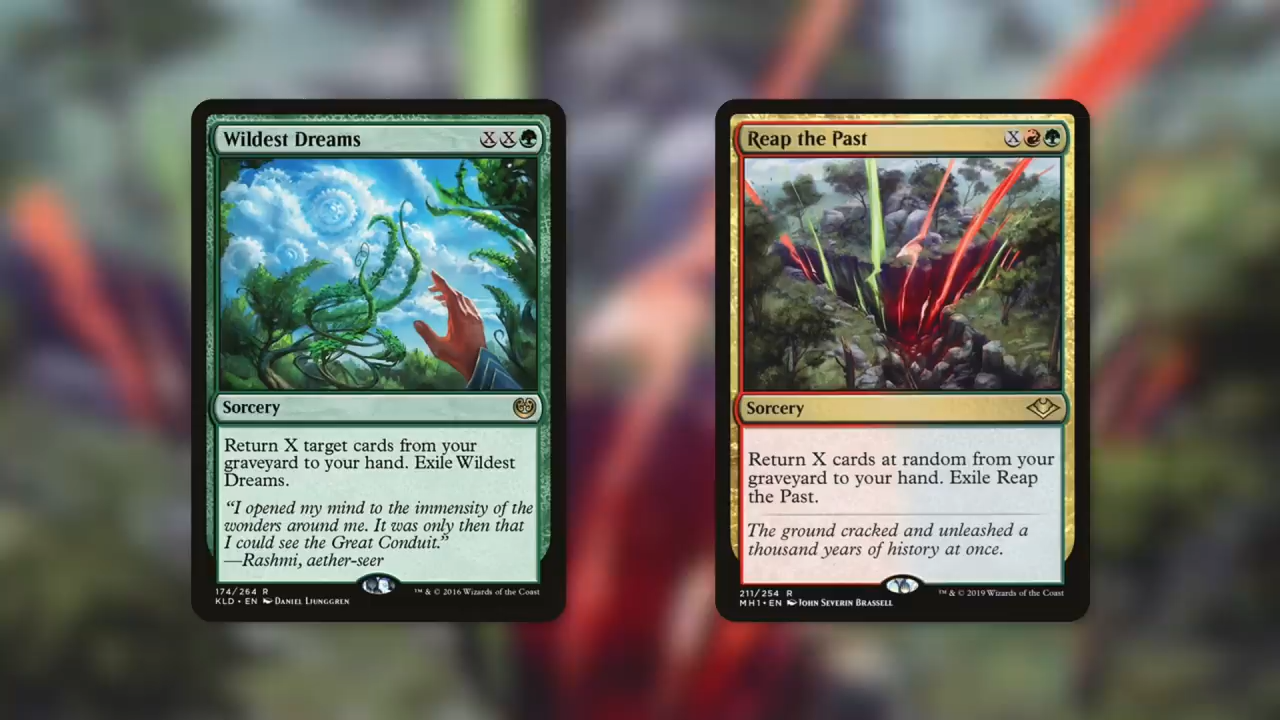 Wildest Dreams XX
Sorcery
Return X target cards from your
graveyard to your hand. Exile Wildest
Dreams.
“I opened my mind to the immensity of the
wonders around me. It was only then that
I could see the Great Conduit.”
—Rashmi, aether-seer
174/264 R
KLD • EN Daniel Ljunggren
™ & © 2016 Wizards of the Coast
Reap the Past X
Sorcery
Return X cards at random from your
graveyard to your hand. Exile Reap
the Past.
The ground cracked and unleashed a
thousand years of history at once.
211/254 R
MH1 • EN John Severin Brassell
™ & © 2019 Wizards of the Coast